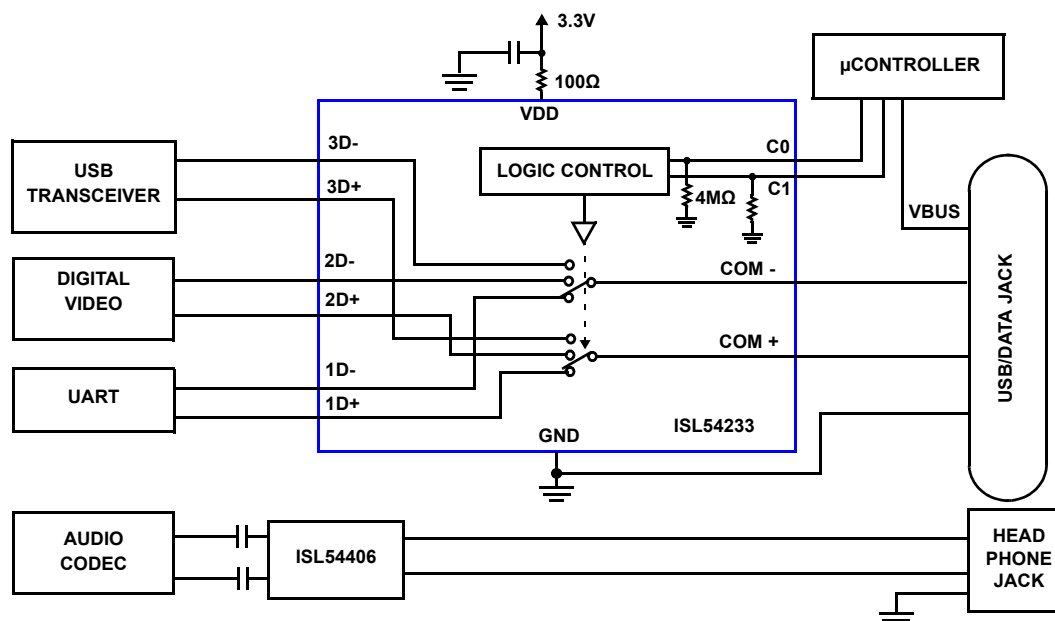 3.3V
100Ω
µCONTROLLER
VDD
USB
TRANSCEIVER
3D-
3D+
LOGIC CONTROL
C0
C1
4MΩ
VBUS
DIGITAL
VIDEO
2D-
2D+
COM -
COM +
USB/DATA JACK
UART
1D-
1D+
ISL54233
GND
AUDIO
CODEC
ISL54406
HEAD
PHONE
JACK